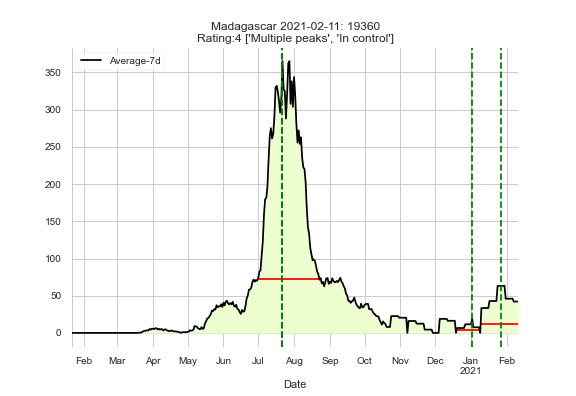 Madagascar 2021-02-11: 19360
Rating:4 ['Multiple peaks', 'In control']
Average-7d
350
300
250
200
150
100
50
0
Feb Mar Apr May Jun Jul Aug Sep Oct Nov Dec Jan Feb
2021
Date